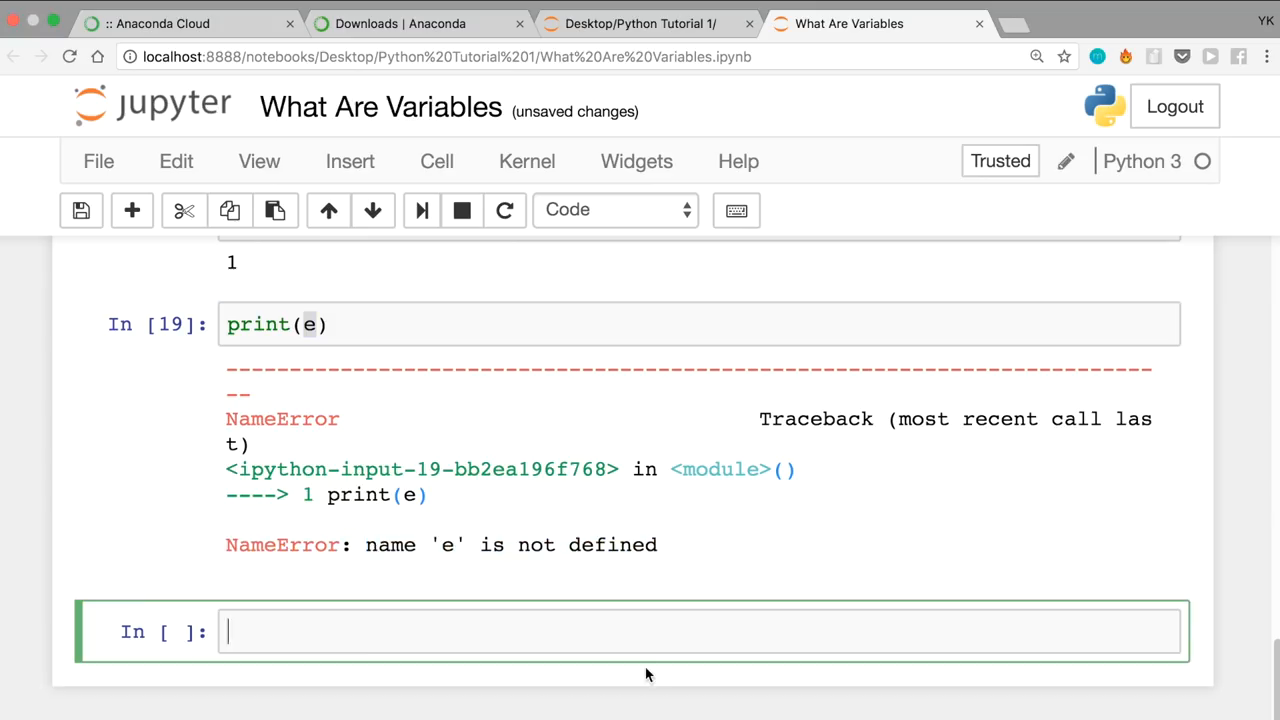 :: Anaconda Cloud
Downloads | Anaconda
Desktop/Python Tutorial 1/
What Are Variables
YK
localhost:8888/notebooks/Desktop/Python%20Tutorial%201/What%20Are%20Variables.ipynb
jupyter What Are Variables (unsaved changes)
Logout
File Edit View Insert Cell Kernel Widgets Help
Trusted
Python 3
Code
1
In [19]: print(e)
-------------------------------------------------------------------------
--
NameError Traceback (most recent call las
t)
<ipython-input-19-bb2ea196f768> in <module>()
----> 1 print(e)
NameError: name 'e' is not defined
In [ ]: